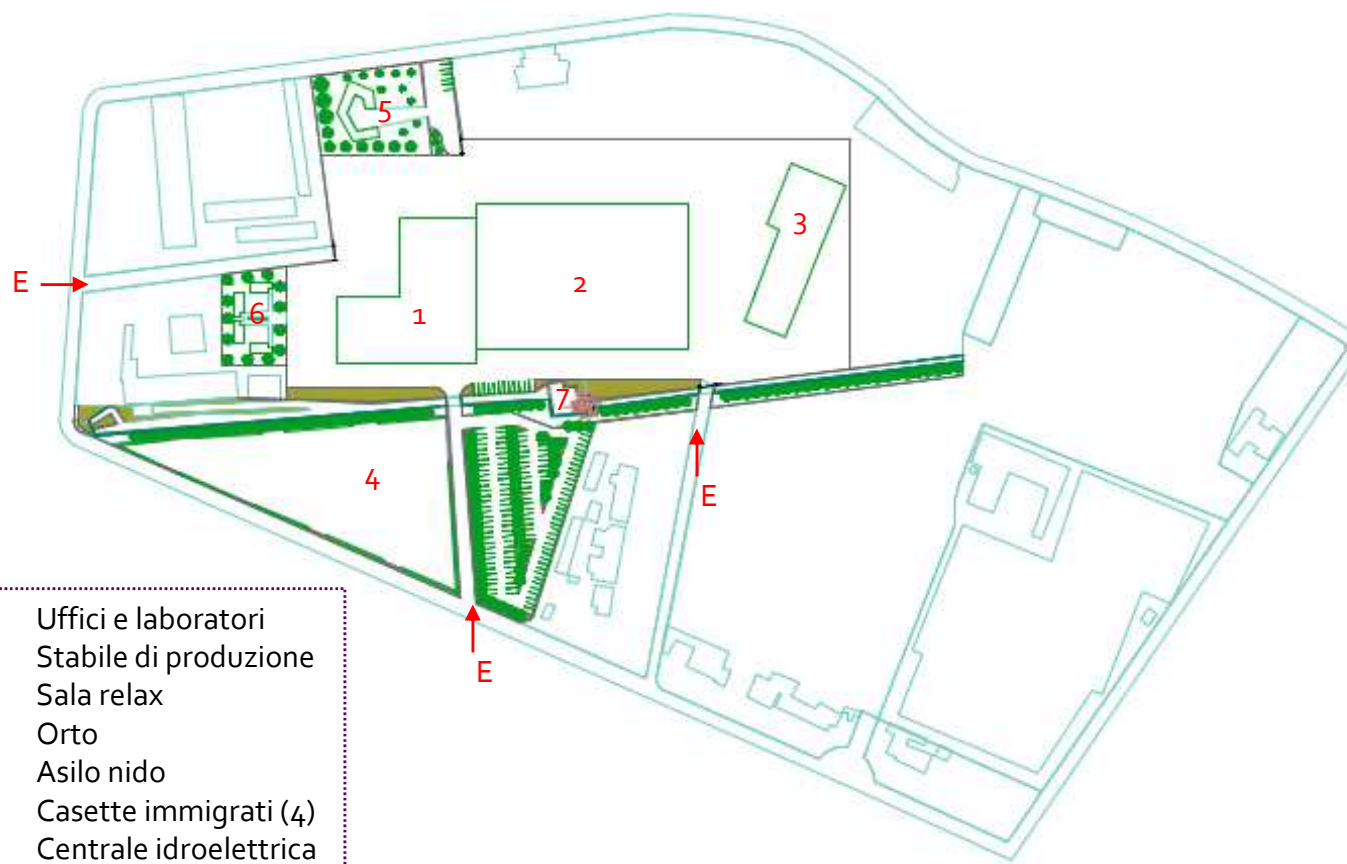 5
3
2
E
6
1
7
4
E
E
Uffici e laboratori
Stabile di produzione
Sala relax
Orto
Asilo nido
Casette immigrati (4)
Centrale idroelettrica